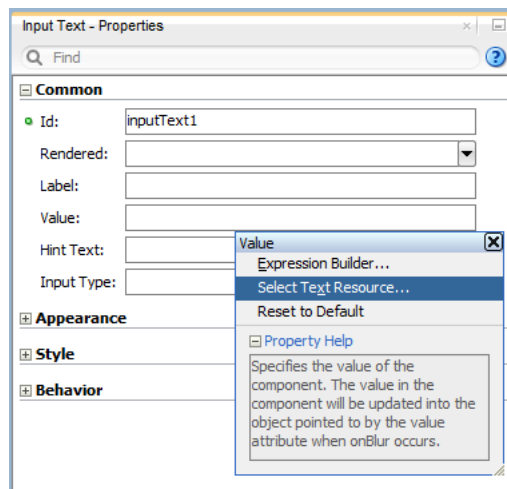 Input Text - Properties
Find
Common
Id: inputText1
Rendered:
Label:
Value:
Hint Text:
Input Type:
Appearance
Style
Behavior
Value
Expression Builder...
Select Text Resource...
Reset to Default
Property Help
Specifies the value of the
component. The value in the
component will be updated into the
object pointed to by the value
attribute when onBlur occurs.